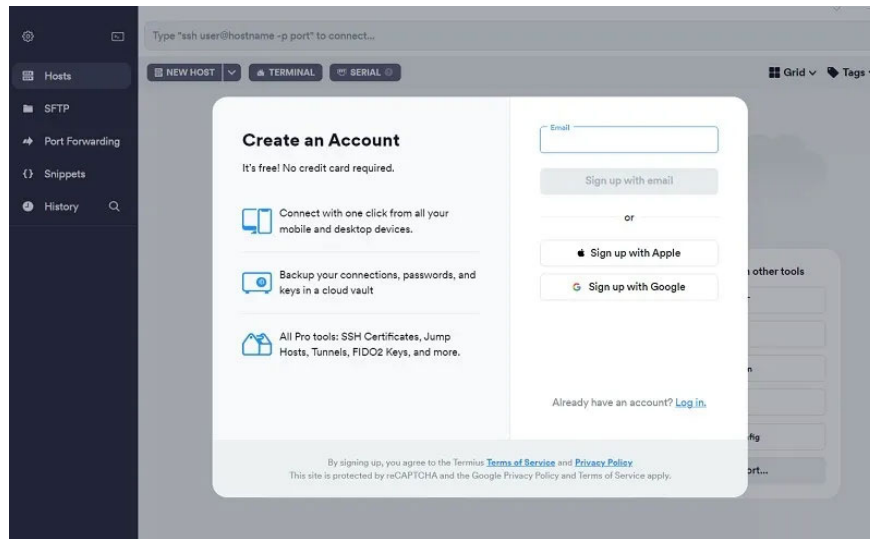 Type "ssh user@hostname -p port" to connect...
Hosts
SFTP
Port Forwarding
{} Snippets
History
NEW HOST
TERMINAL
SERIAL
Grid
Tags
Create an Account
It's free! No credit card required.
Connect with one click from all your
mobile and desktop devices.
Backup your connections, passwords, and
keys in a cloud vault
All Pro tools: SSH Certificates, Jump
Hosts, Tunnels, FIDO2 Keys, and more.
Email
Sign up with email
or
Sign up with Apple
Sign up with Google
Already have an account? Log in.
other tools
By signing up, you agree to the Termius Terms of Service and Privacy Policy
This site is protected by reCAPTCHA and the Google Privacy Policy and Terms of Service apply.